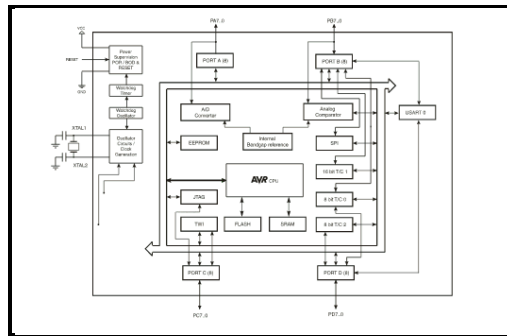 PA7..0
PD7..0
VCC
Power
Supervision
POR / BOD &
RESET
RESET
GND
PORT A (8)
PORT B (8)
Watchdog
Timer
Watchdog
Oscillator
A/D
Converter
Analog
Comparator
USART 0
XTAL1
Oscillator
Circuits /
Clock
Generation
XTAL2
EEPROM
Internal
Bandgap reference
SPI
16 bit T/C 1
AVR CPU
8 bit T/C 0
JTAG
TWI
FLASH
SRAM
8 bit T/C 2
PORT C (8)
PORT D (8)
PC7..0
PD7..0